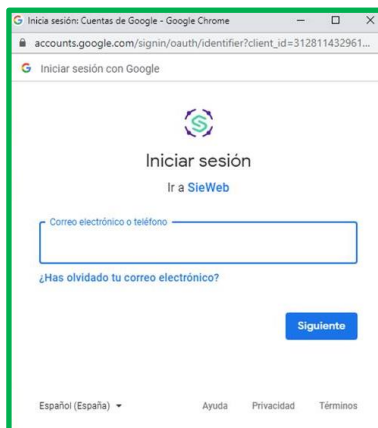 Inicia sesión: Cuentas de Google - Google Chrome
accounts.google.com/signin/oauth/identifier?client_id=312811432961...
Iniciar sesión con Google
Iniciar sesión
Ir a SieWeb
Correo electrónico o teléfono
¿Has olvidado tu correo electrónico?
Siguiente
Español (España) Ayuda Privacidad Términos